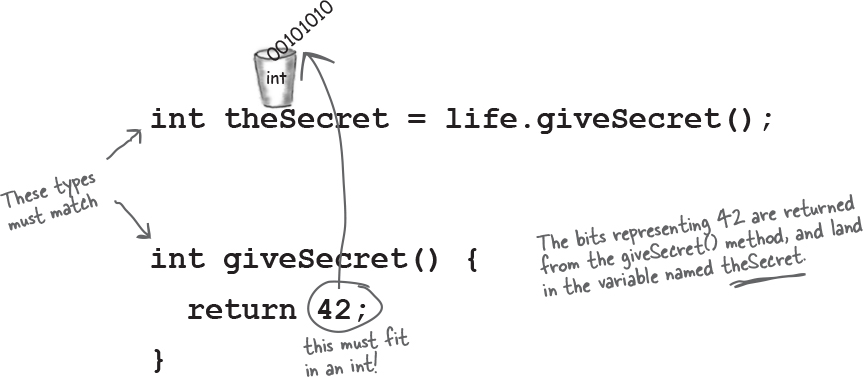 00101010
int
int theSecret = life.giveSecret();
These types
must match
int giveSecret() {
return 42;
}
this must fit
in an int!
The bits representing 42 are returned
from the giveSecret() method, and land
in the variable named theSecret.